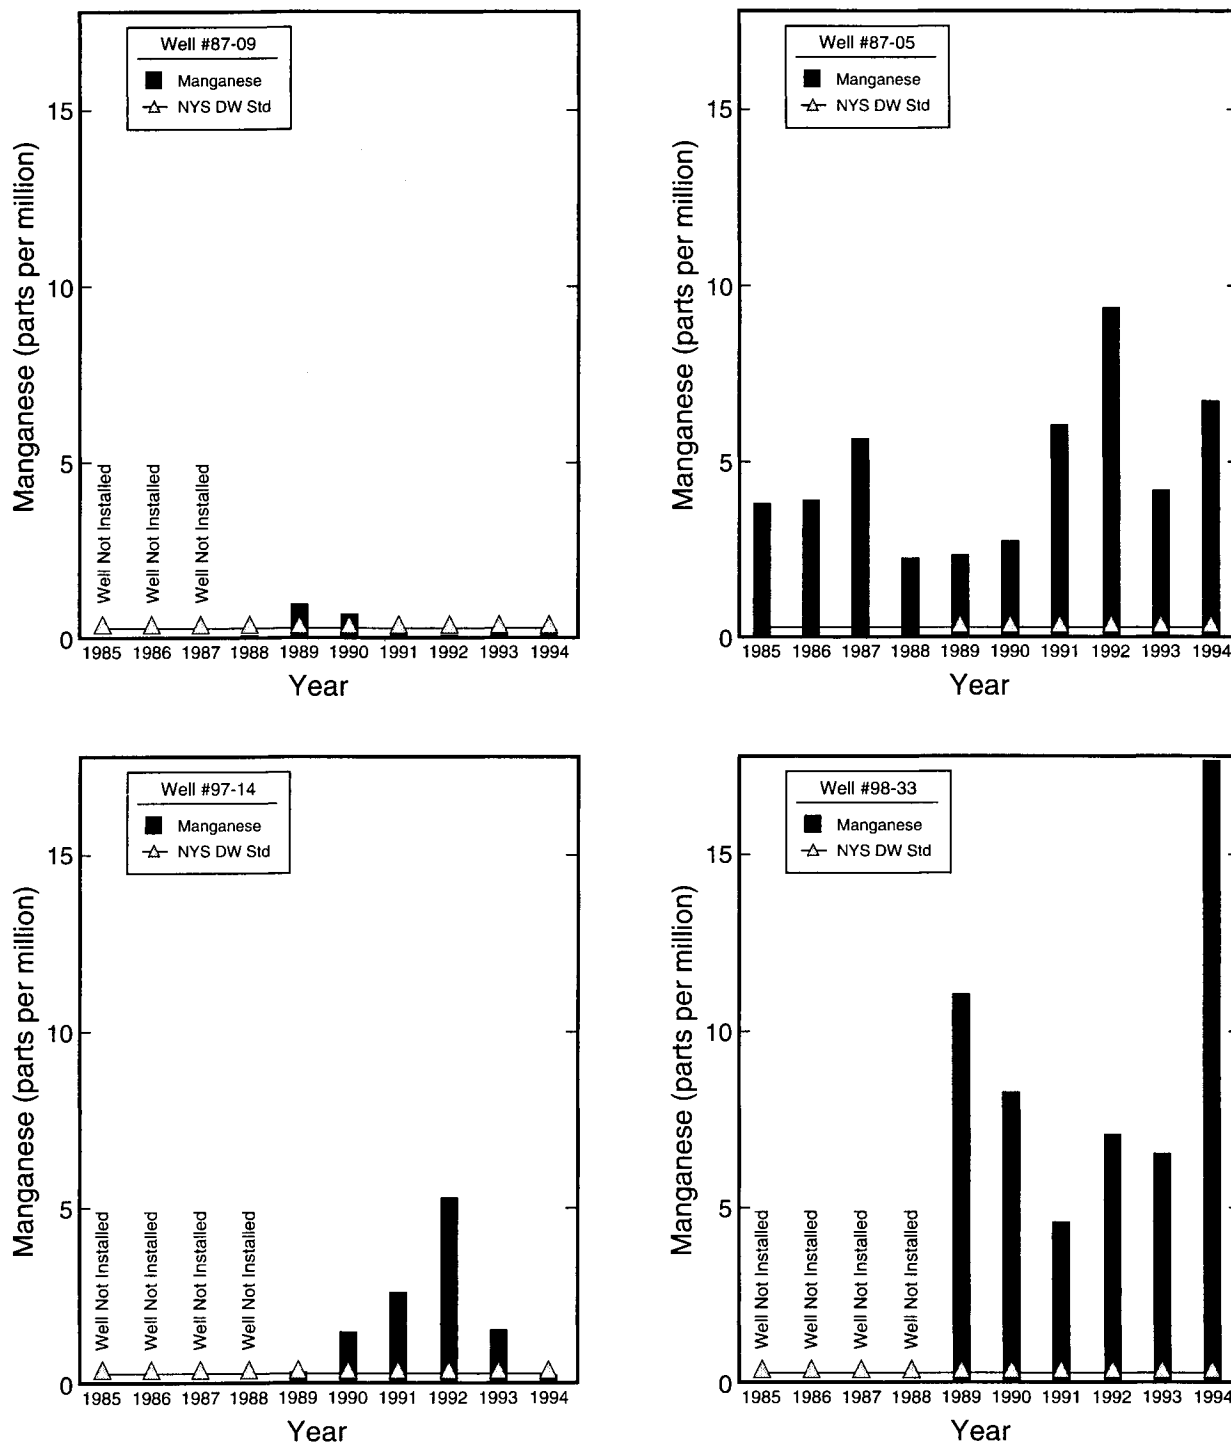 Well #87-09
Manganese
NYS DW Std
Manganese (parts per million)
15
10
5
0
Well Not Installed
Well Not Installed
Well Not Installed
1985 1986 1987 1988 1989 1990 1991 1992 1993 1994
Year
Well #87-05
Manganese
NYS DW Std
Manganese (parts per million)
15
10
5
0
1985 1986 1987 1988 1989 1990 1991 1992 1993 1994
Year
Well #97-14
Manganese
NYS DW Std
Manganese (parts per million)
15
10
5
0
Well Not Installed
Well Not Installed
Well Not Installed
Well Not Installed
1985 1986 1987 1988 1989 1990 1991 1992 1993 1994
Year
Well #98-33
Manganese
NYS DW Std
Manganese (parts per million)
15
10
5
0
Well Not Installed
Well Not Installed
Well Not Installed
Well Not Installed
1985 1986 1987 1988 1989 1990 1991 1992 1993 1994
Year